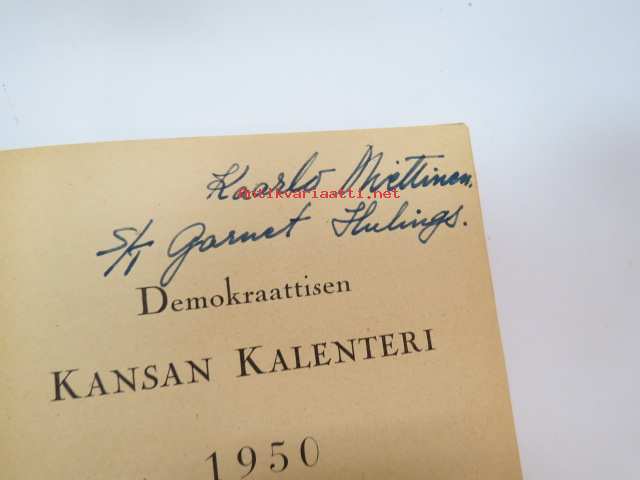 Kaarlo Miettinen.
antikvariaatti.net
S/T Garnet Hulings.
Demokraattisen
KANSAN KALENTERI
1950